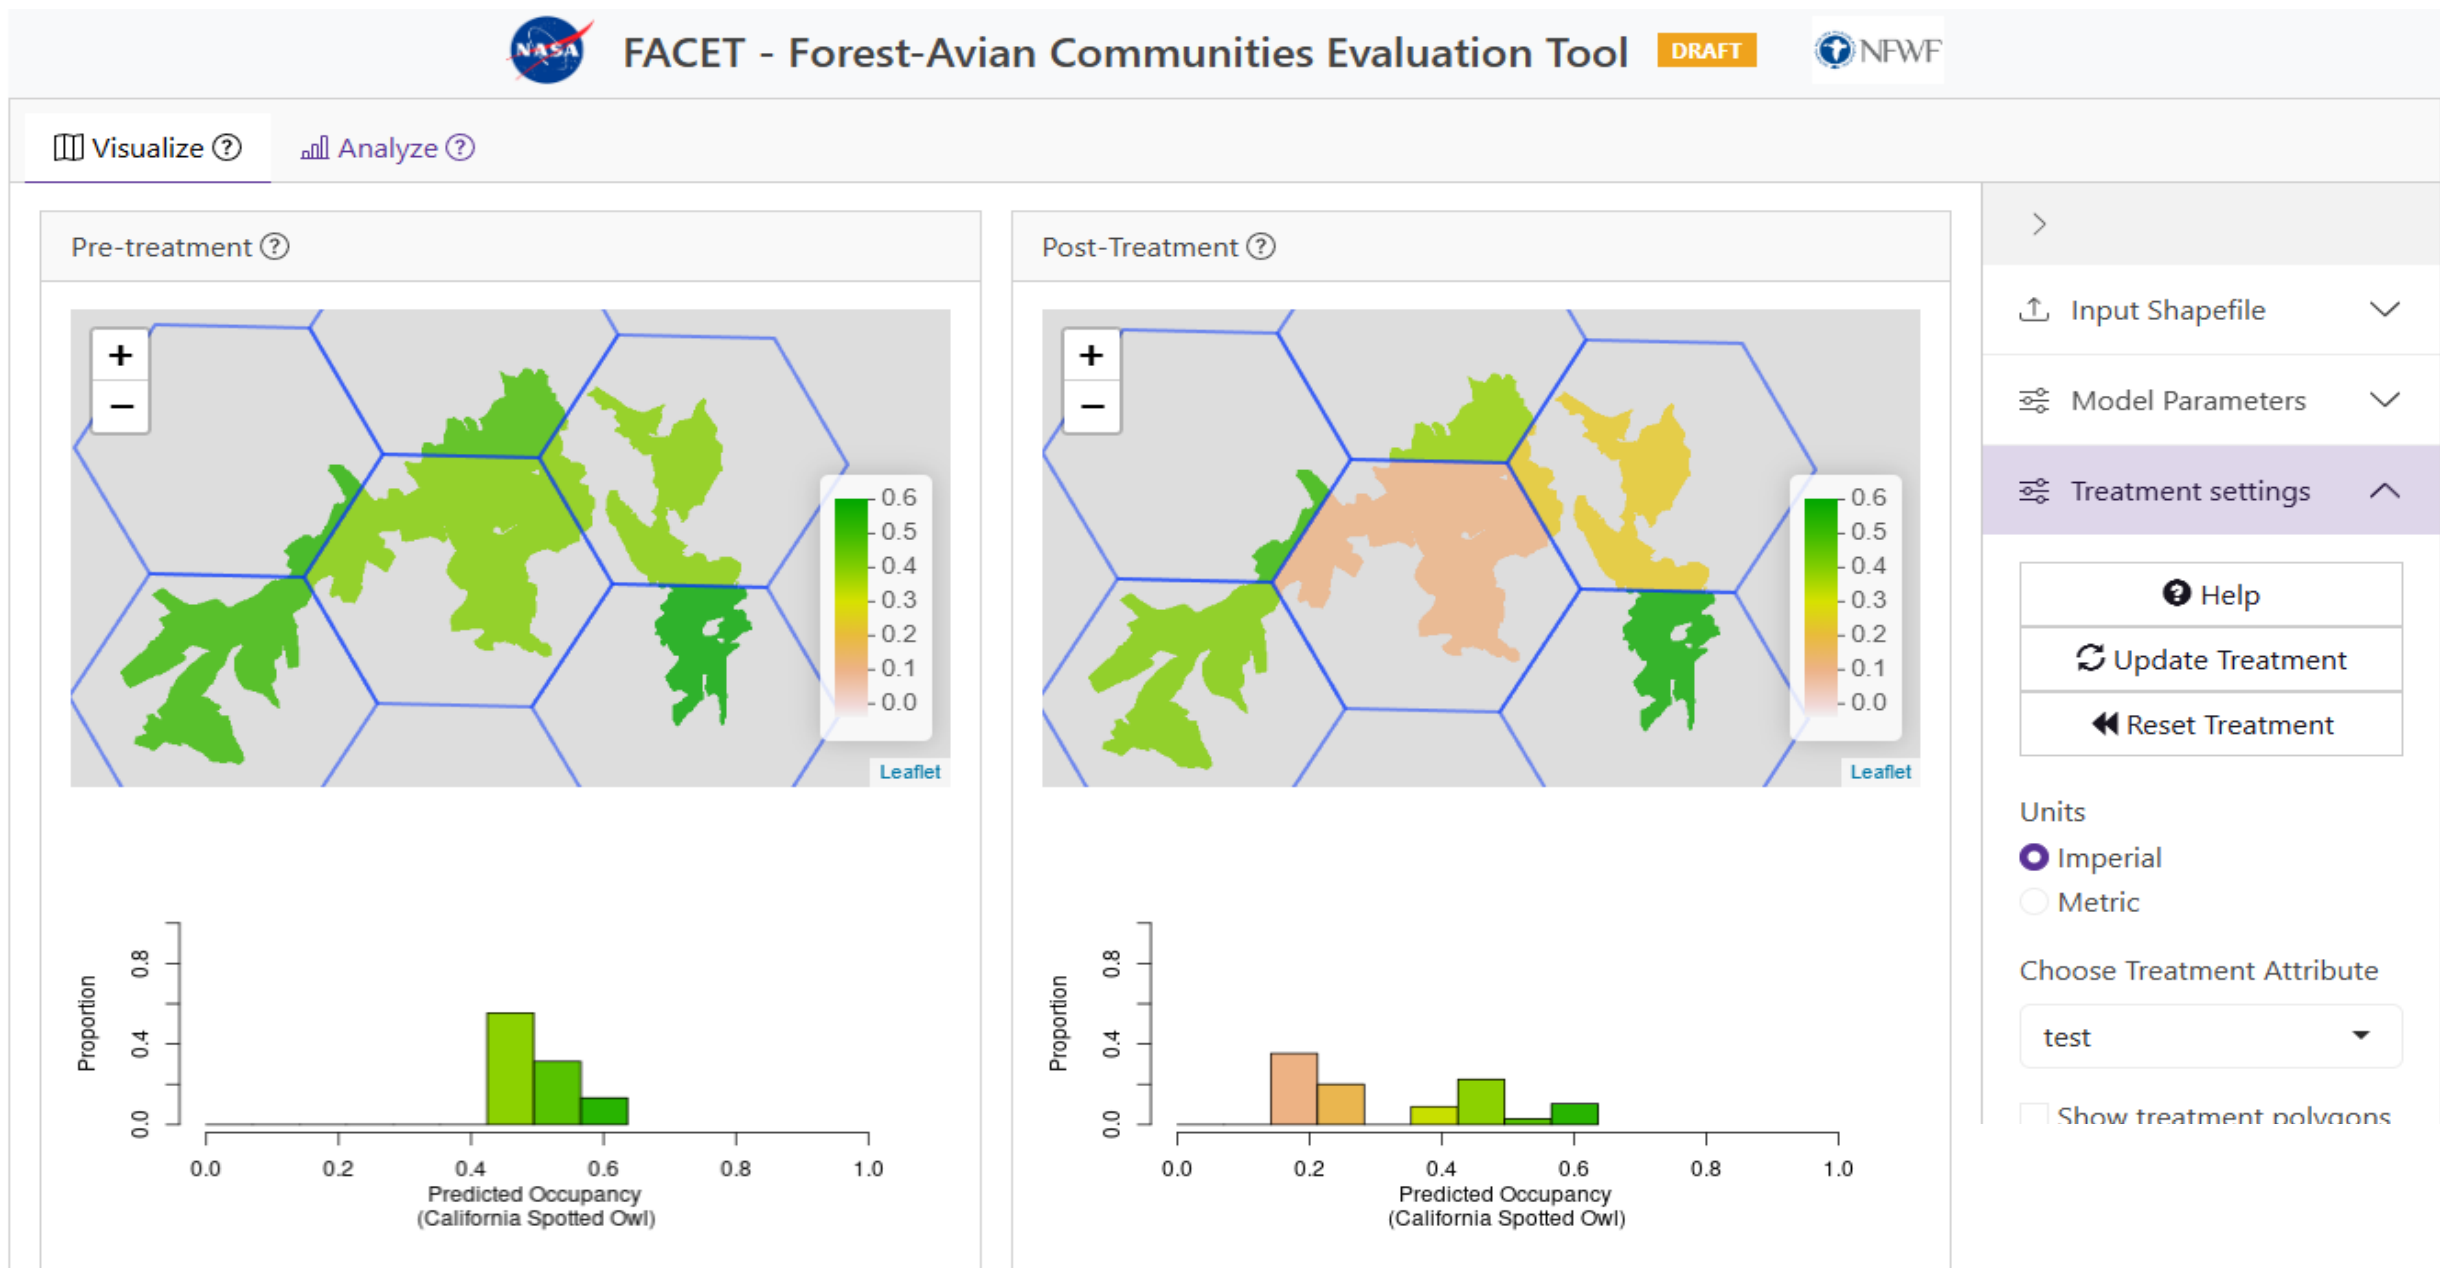 NASA FACET - Forest-Avian Communities Evaluation Tool DRAFT NFWF
Visualize ? Analyze ?
Pre-treatment ?
+
−
0.6
0.5
0.4
0.3
0.2
0.1
0.0
Leaflet
Proportion
0.8
0.4
0.0
0.0 0.2 0.4 0.6 0.8 1.0
Predicted Occupancy
(California Spotted Owl)
Post-Treatment ?
+
−
0.6
0.5
0.4
0.3
0.2
0.1
0.0
Leaflet
Proportion
0.8
0.4
0.0
0.0 0.2 0.4 0.6 0.8 1.0
Predicted Occupancy
(California Spotted Owl)
Input Shapefile
Model Parameters
Treatment settings
? Help
Update Treatment
Reset Treatment
Units
Imperial
Metric
Choose Treatment Attribute
test
Show treatment polygons